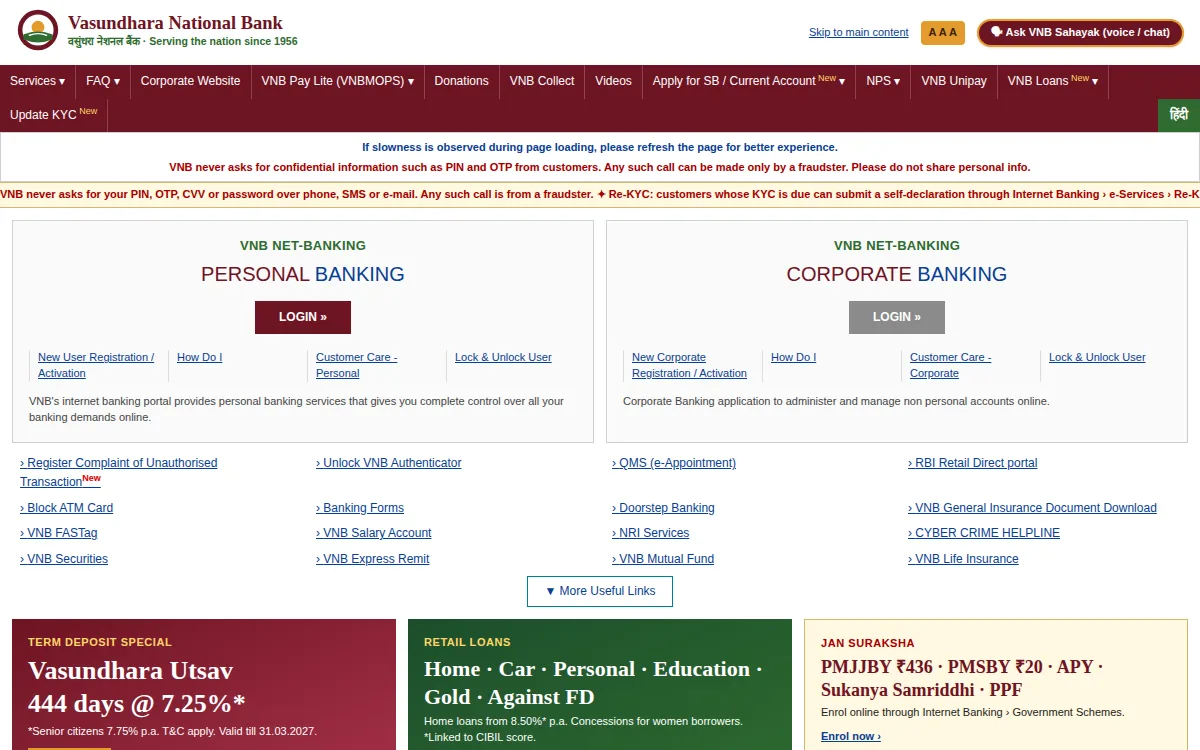 Vasundhara National Bank
वसुंधरा नेशनल बैंक · Serving the nation since 1956
Skip to main content
A A A
Ask VNB Sahayak (voice / chat)
Services ▾
FAQ ▾
Corporate Website
VNB Pay Lite (VNBMOPS) ▾
Donations
VNB Collect
Videos
Apply for SB / Current Account New ▾
NPS ▾
VNB Unipay
VNB Loans New ▾
Update KYC New
हिंदी
If slowness is observed during page loading, please refresh the page for better experience.
VNB never asks for confidential information such as PIN and OTP from customers. Any such call can be made only by a fraudster. Please do not share personal info.
VNB never asks for your PIN, OTP, CVV or password over phone, SMS or e-mail. Any such call is from a fraudster. ✦ Re-KYC: customers whose KYC is due can submit a self-declaration through Internet Banking › e-Services › Re-K
VNB NET-BANKING
PERSONAL BANKING
LOGIN »
New User Registration /
Activation
How Do I
Customer Care -
Personal
Lock & Unlock User
VNB's internet banking portal provides personal banking services that gives you complete control over all your
banking demands online.
VNB NET-BANKING
CORPORATE BANKING
LOGIN »
New Corporate
Registration / Activation
How Do I
Customer Care -
Corporate
Lock & Unlock User
Corporate Banking application to administer and manage non personal accounts online.
› Register Complaint of Unauthorised
TransactionNew
› Unlock VNB Authenticator
› QMS (e-Appointment)
› RBI Retail Direct portal
› Block ATM Card
› Banking Forms
› Doorstep Banking
› VNB General Insurance Document Download
› VNB FASTag
› VNB Salary Account
› NRI Services
› CYBER CRIME HELPLINE
› VNB Securities
› VNB Express Remit
› VNB Mutual Fund
› VNB Life Insurance
▼ More Useful Links
TERM DEPOSIT SPECIAL
Vasundhara Utsav
444 days @ 7.25%*
*Senior citizens 7.75% p.a. T&C apply. Valid till 31.03.2027.
RETAIL LOANS
Home · Car · Personal · Education ·
Gold · Against FD
Home loans from 8.50%* p.a. Concessions for women borrowers.
*Linked to CIBIL score.
JAN SURAKSHA
PMJJBY ₹436 · PMSBY ₹20 · APY ·
Sukanya Samriddhi · PPF
Enrol online through Internet Banking › Government Schemes.
Enrol now ›